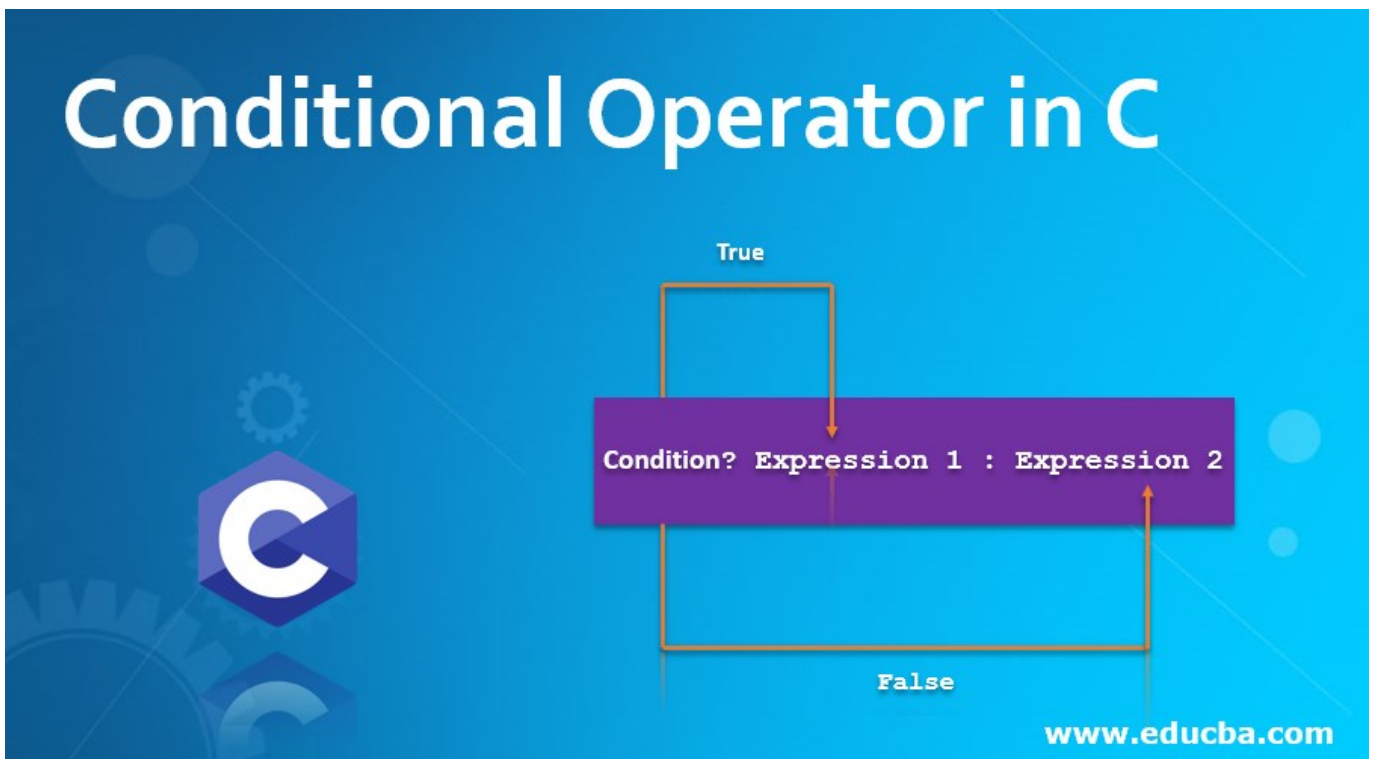 Conditional Operator in C
True
Condition? Expression 1 : Expression 2
C
False
www.educba.com